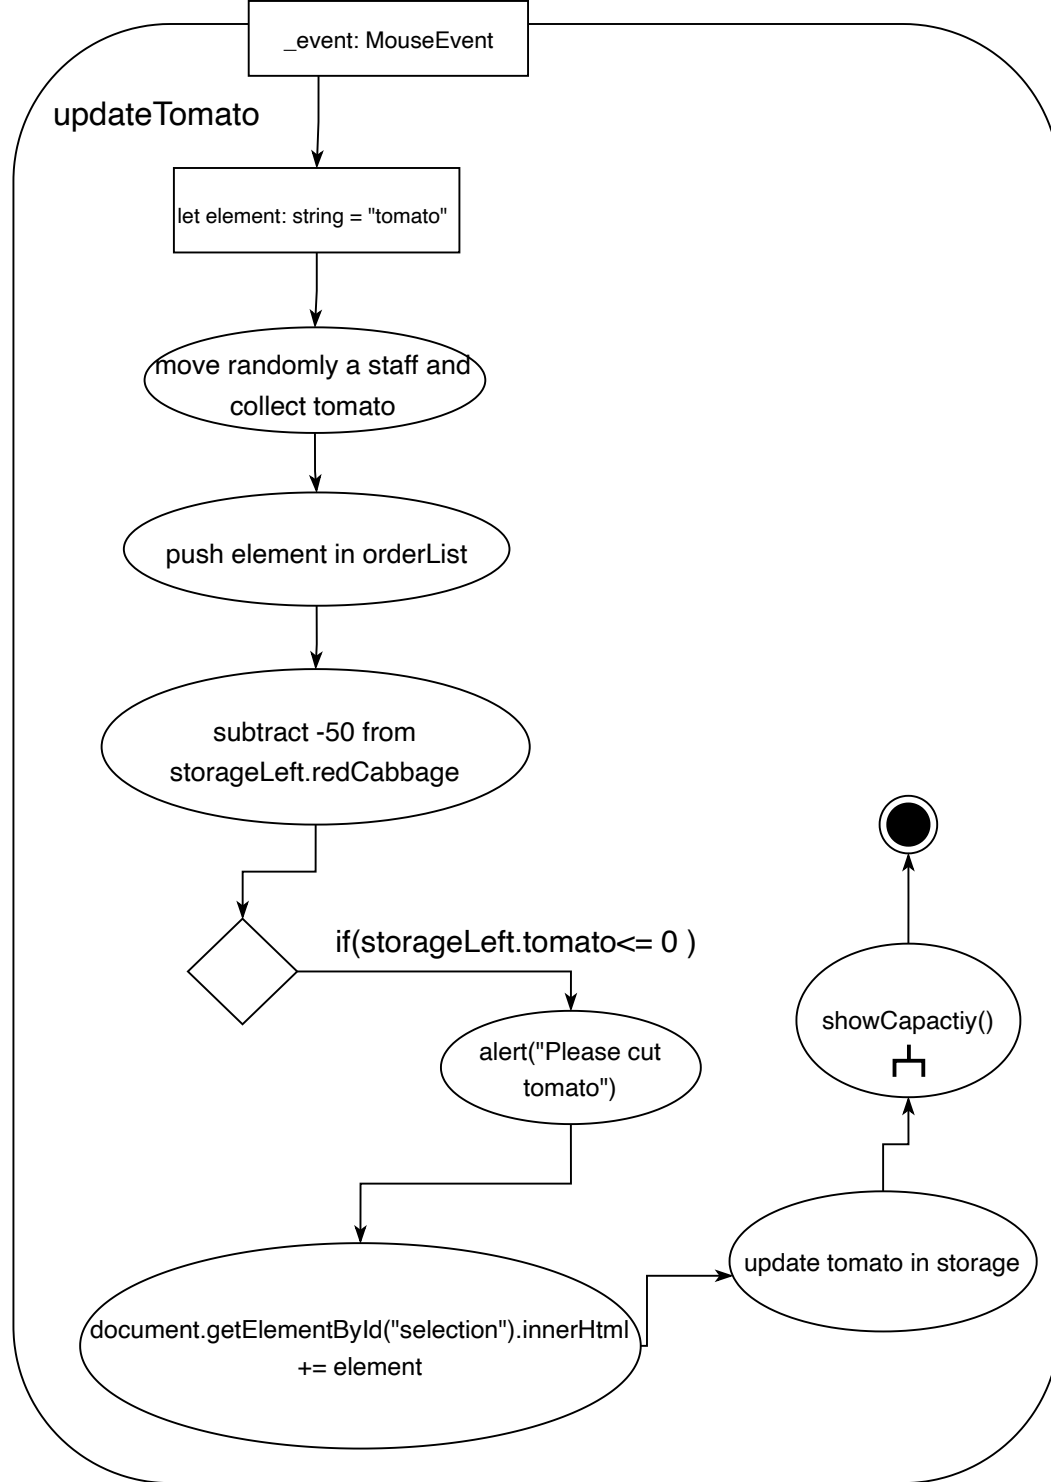 _event: MouseEvent
updateTomato
let element: string = "tomato"
move randomly a staff and
collect tomato
push element in orderList
subtract -50 from
storageLeft.redCabbage
if(storageLeft.tomato<= 0 )
alert("Please cut
tomato")
document.getElementById("selection").innerHtml
+= element
update tomato in storage
showCapactiy()